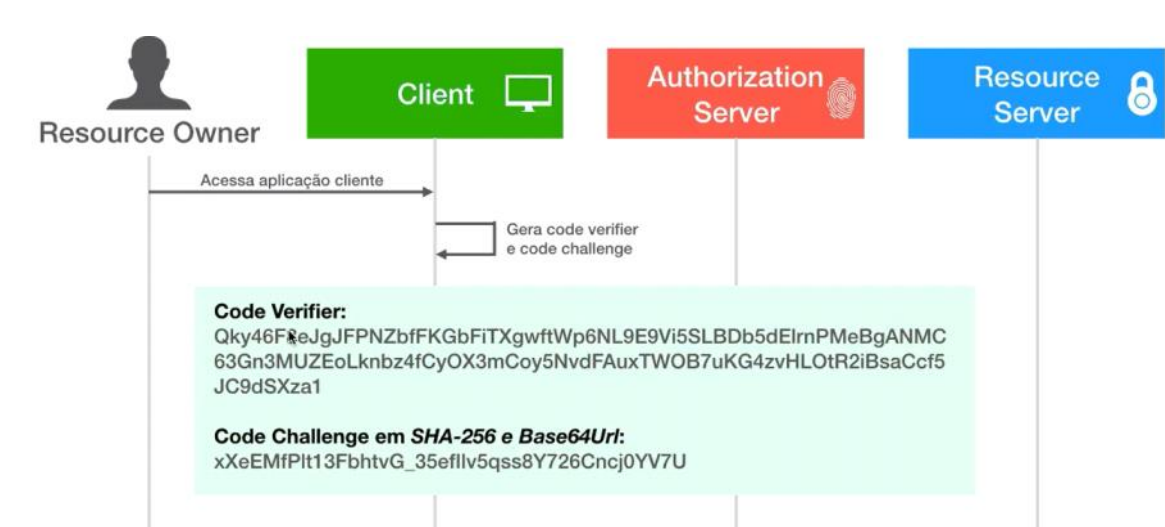 Resource Owner
Client
Authorization
Server
Resource
Server
Acessa aplicação cliente
Gera code verifier
e code challenge
Code Verifier:
63Gn3MUZEoLknbz4fCyOX3mCoy5NvdFAuxTWOB7uKG4zvHLOtR2iBsaCcf5
JC9dSXza1
Code Challenge em SHA-256 e Base64Url: